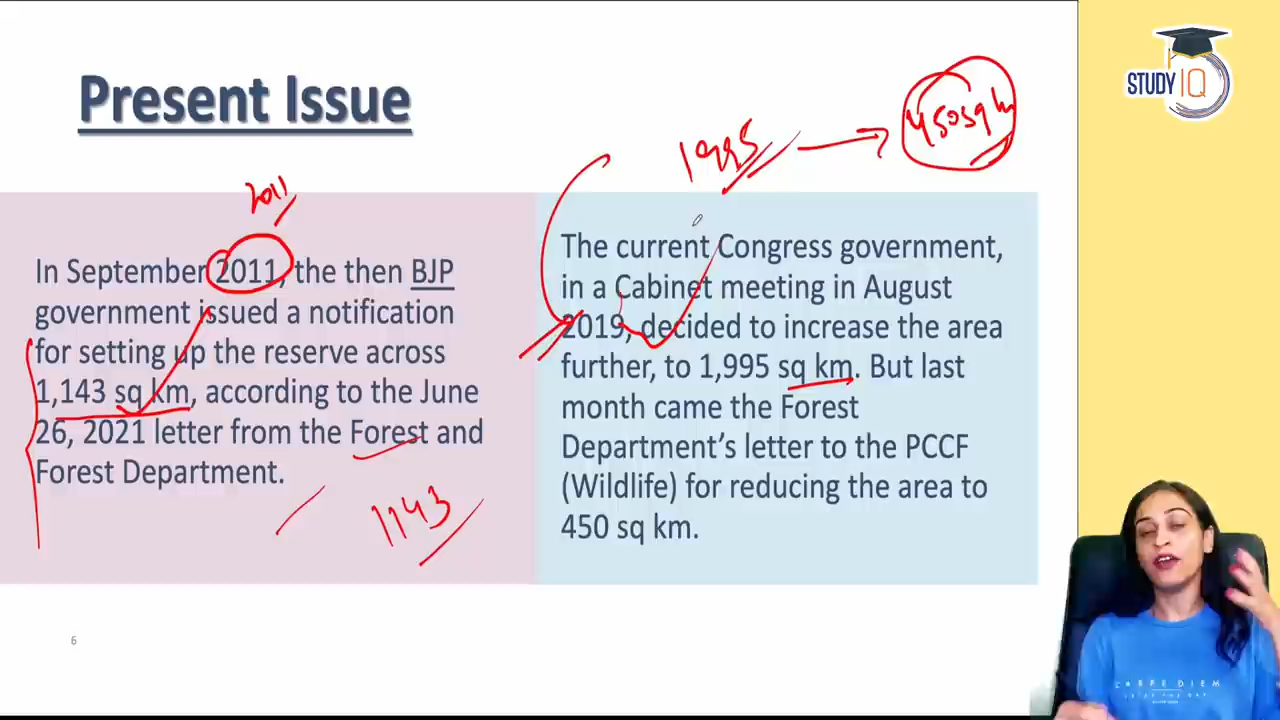 Present Issue
STUDY IQ
1995
450 sq km
2011
In September 2011, the then BJP
government issued a notification
for setting up the reserve across
1,143 sq km, according to the June
26, 2021 letter from the Forest and
Forest Department.
1143
The current Congress government,
in a Cabinet meeting in August
2019, decided to increase the area
further, to 1,995 sq km. But last
month came the Forest
Department’s letter to the PCCF
(Wildlife) for reducing the area to
450 sq km.
6
CARPE DIEM